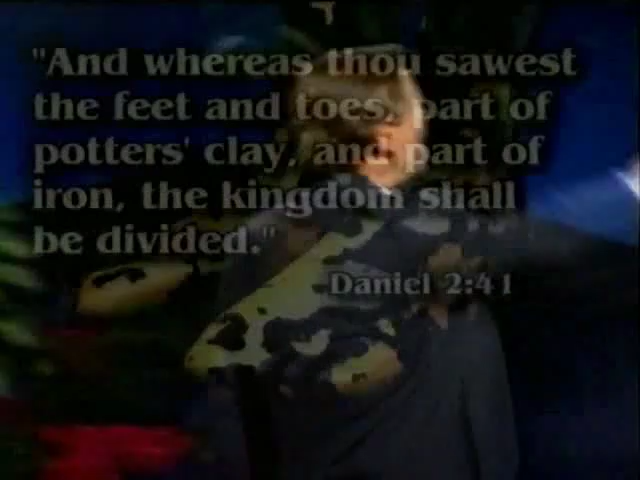 "And whereas thou sawest
the feet and toes, part of
potters' clay, and part of
iron, the kingdom shall
be divided."
Daniel 2:41